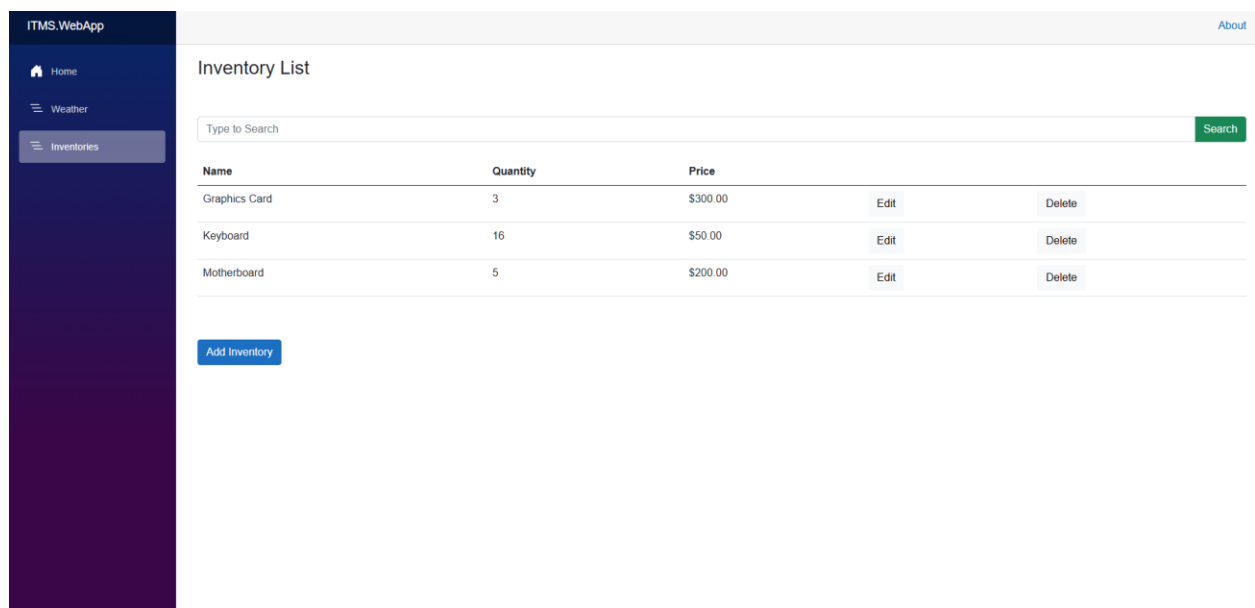 ITMS.WebApp
About
Home
Weather
Inventories
Inventory List
Type to Search
Search
Name Quantity Price
Graphics Card 3 $300.00 Edit Delete
Keyboard 16 $50.00 Edit Delete
Motherboard 5 $200.00 Edit Delete
Add Inventory